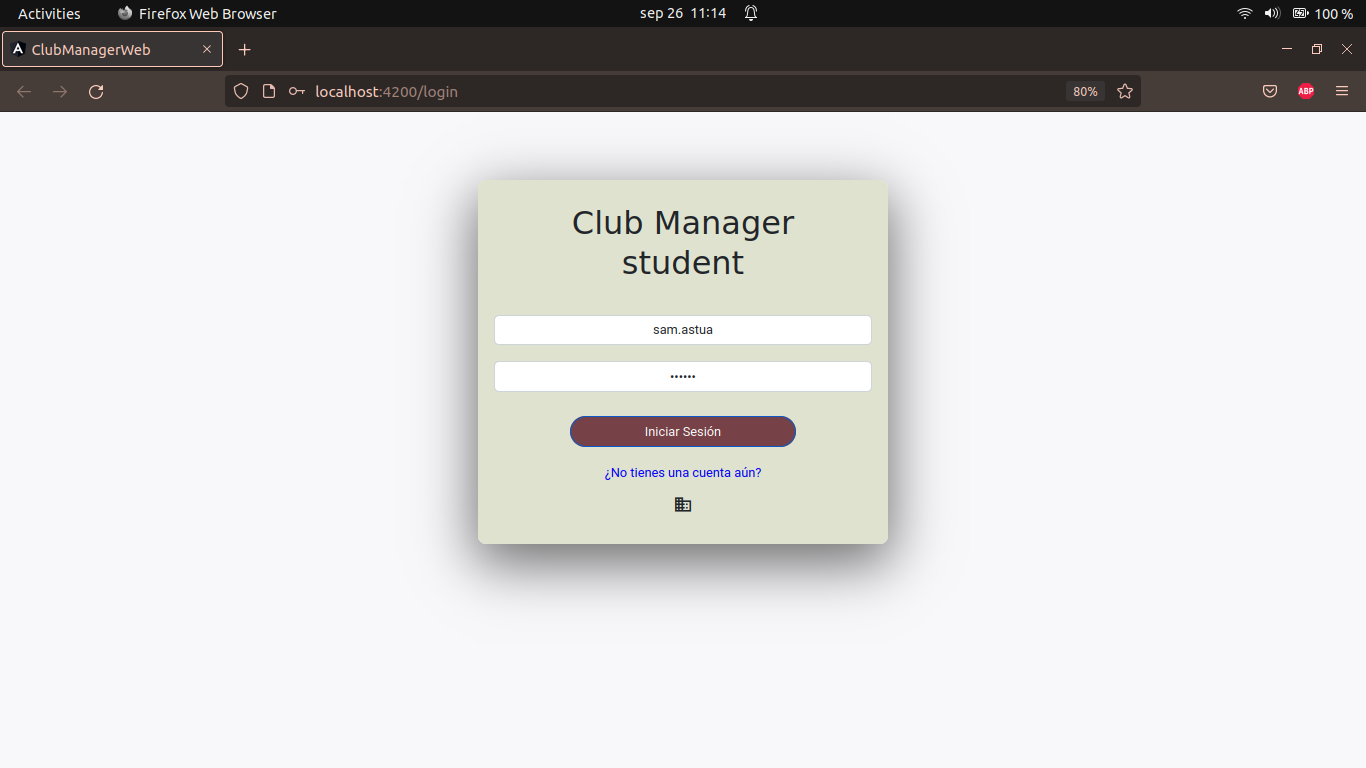 Activities Firefox Web Browser sep 26 11:14 100 %
ClubManagerWeb
localhost:4200/login 80% ABP
Club Manager
student
sam.astua
••••••
Iniciar Sesión
¿No tienes una cuenta aún?